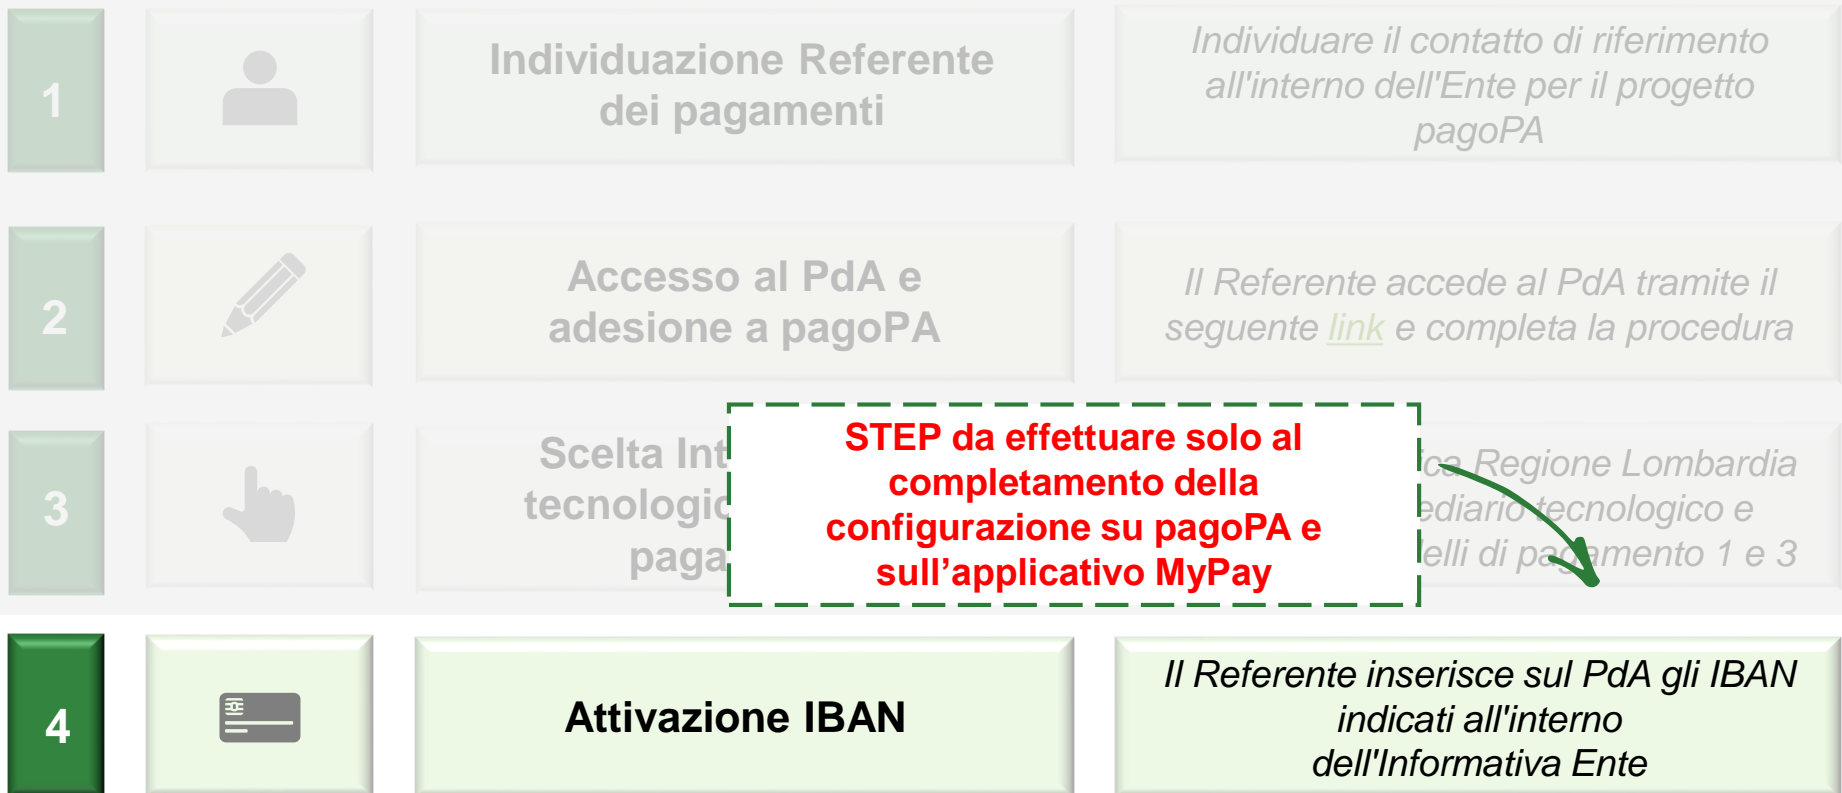 1
Individuazione Referente
dei pagamenti
Individuare il contatto di riferimento
all'interno dell'Ente per il progetto
pagoPA
2
Accesso al PdA e
adesione a pagoPA
Il Referente accede al PdA tramite il
seguente link e completa la procedura
3
Scelta
tecnologic
paga
STEP da effettuare solo al
completamento della
configurazione su pagoPA e
sull’applicativo MyPay
Regione Lombardia
tecnologico e
di pagamento 1 e 3
4
Attivazione IBAN
Il Referente inserisce sul PdA gli IBAN
indicati all'interno
dell'Informativa Ente